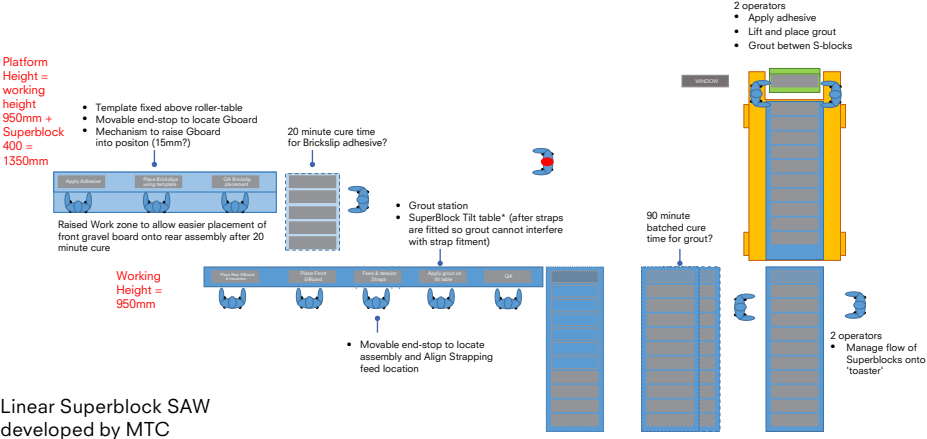 2 operators
• Apply adhesive
• Lift and place grout
• Grout betwen S-blocks
WINDOW
Platform
Height =
working
height
950mm +
Superblock
400 =
1350mm
• Template fixed above roller-table
• Movable end-stop to locate Gboard
• Mechanism to raise Gboard
into positon (15mm?)
20 minute cure time
for Brickslip adhesive?
Apply Adhesive
Place Brickslips
using template
QA Brickslip
placement
Raised Work zone to allow easier placement of
front gravel board onto rear assembly after 20
minute cure
• Grout station
• SuperBlock Tilt table* (after straps
are fitted so grout cannot interfere
with strap fitment)
90 minute
batched cure
time for grout?
Working
Height =
950mm
Place Rear GBoard
& insulation
Place Front
GBoard
Feed & tension
Straps
Apply grout on
tilt table
QA
• Movable end-stop to locate
assembly and Align Strapping
feed location
2 operators
• Manage flow of
Superblocks onto
'toaster'
Linear Superblock SAW
developed by MTC